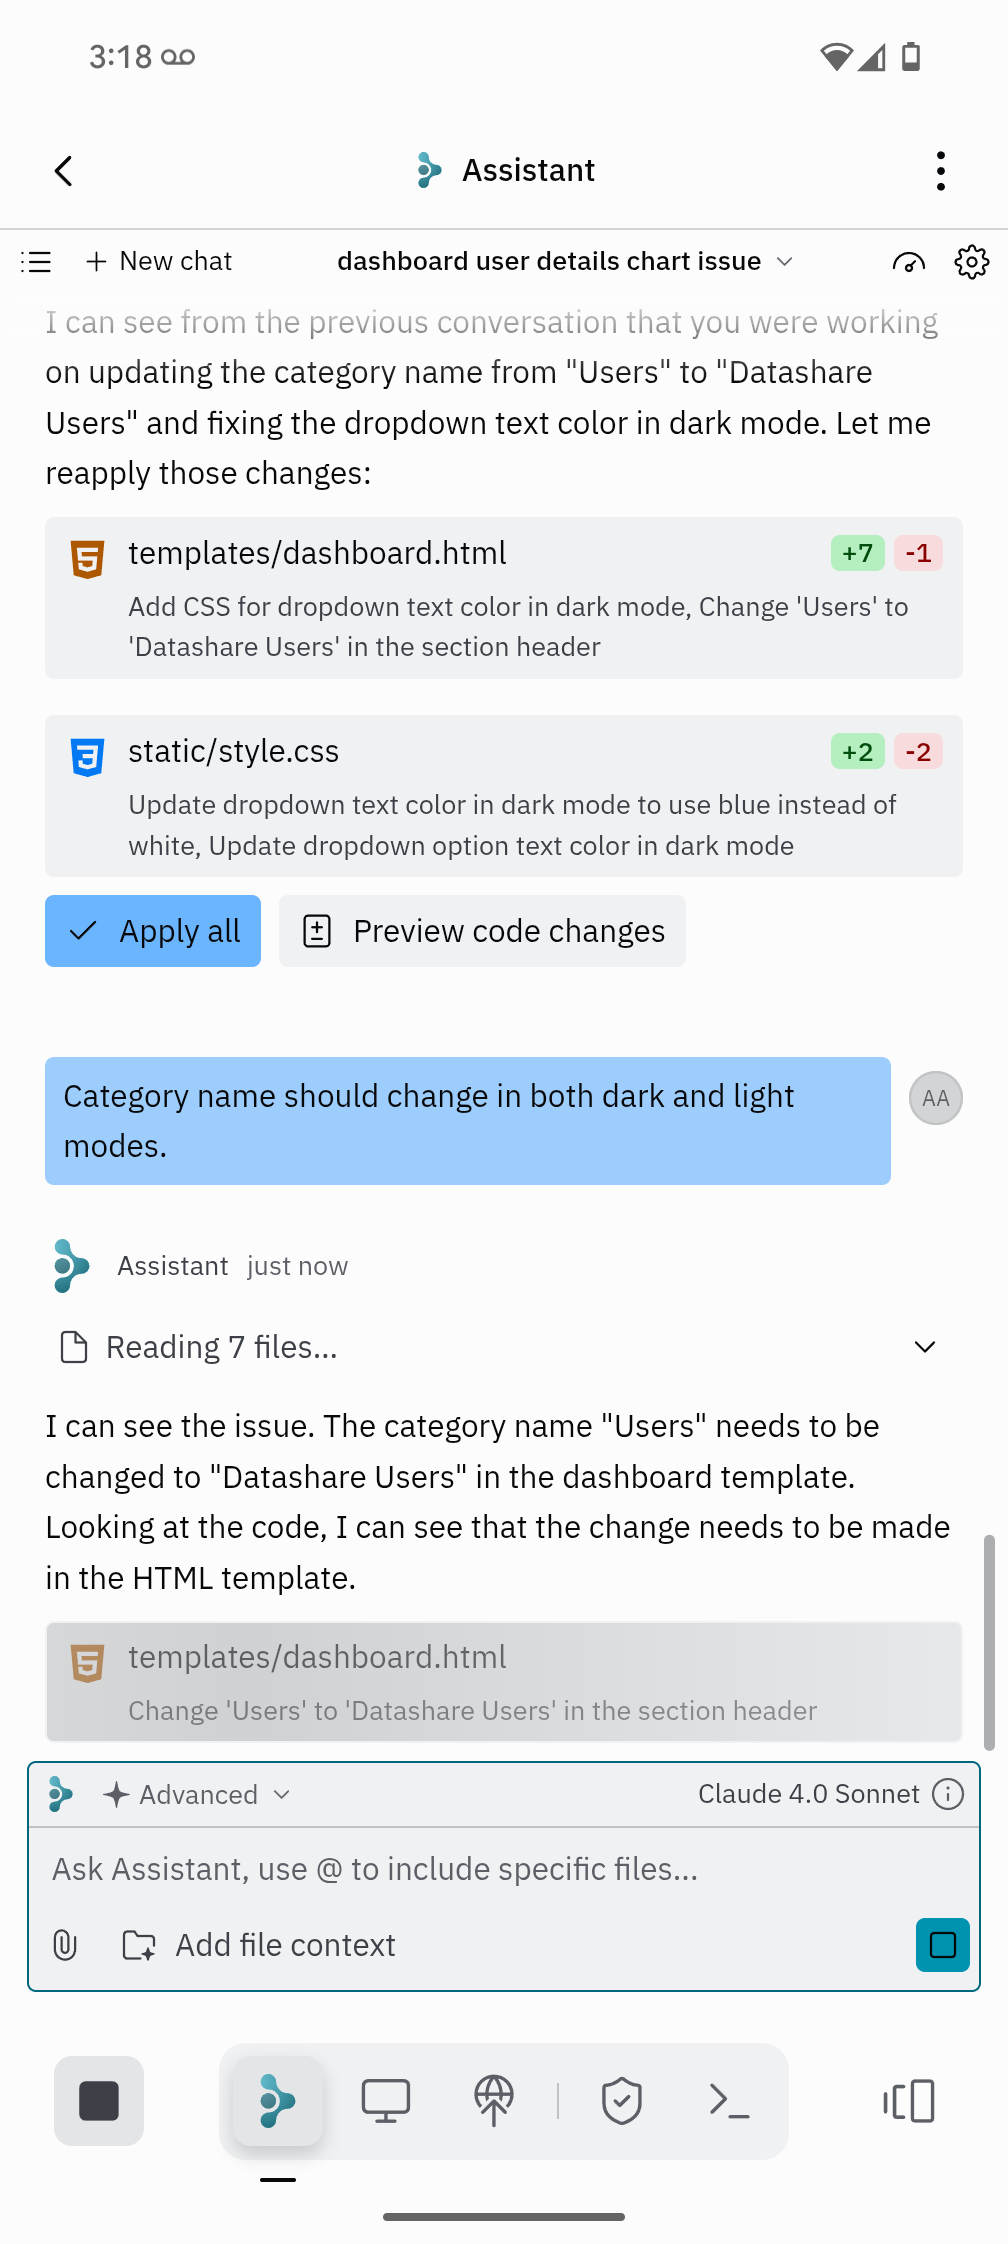 3:18
Assistant
New chat
dashboard user details chart issue
I can see from the previous conversation that you were working
on updating the category name from "Users" to "Datashare
Users" and fixing the dropdown text color in dark mode. Let me
reapply those changes:
templates/dashboard.html +7 -1
Add CSS for dropdown text color in dark mode, Change 'Users' to
'Datashare Users' in the section header
static/style.css +2 -2
Update dropdown text color in dark mode to use blue instead of
white, Update dropdown option text color in dark mode
Apply all
Preview code changes
Category name should change in both dark and light
modes.
AA
Assistant just now
Reading 7 files...
I can see the issue. The category name "Users" needs to be
changed to "Datashare Users" in the dashboard template.
Looking at the code, I can see that the change needs to be made
in the HTML template.
templates/dashboard.html
Change 'Users' to 'Datashare Users' in the section header
Advanced
Claude 4.0 Sonnet
Ask Assistant, use @ to include specific files...
Add file context